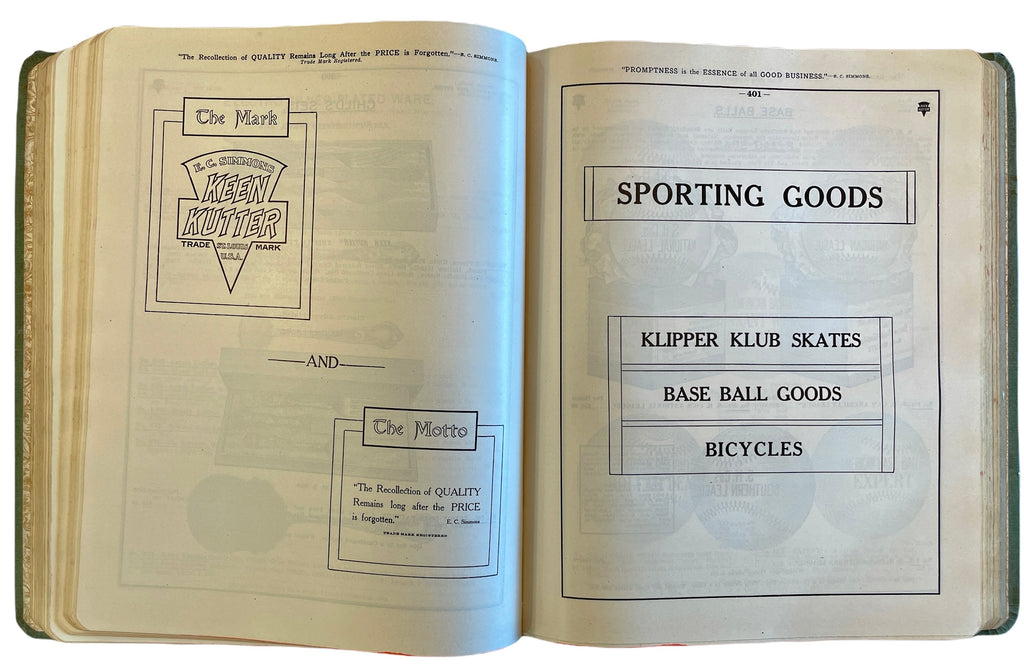 "The Recollection of QUALITY Remains Long After the PRICE is Forgotten."—E. C. SIMMONS.
Trade Mark Registered.
The Mark
E. C. SIMMONS
KEEN
KUTTER
TRADE ST. LOUIS MARK
U.S.A.
AND
The Motto
"The Recollection of QUALITY
Remains long after the PRICE
is forgotten."
E. C. Simmons
TRADE MARK REGISTERED
"PROMPTNESS is the ESSENCE of all GOOD BUSINESS."—E. C. SIMMONS.
—401—
SPORTING GOODS
KLIPPER KLUB SKATES
BASE BALL GOODS
BICYCLES